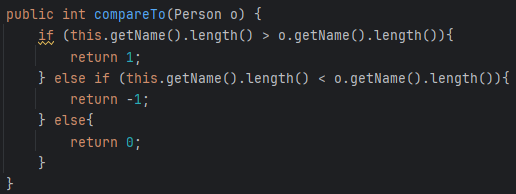 public int compareTo(Person o) {
    if (this.getName().length() > o.getName().length()){
        return 1;
    } else if (this.getName().length() < o.getName().length()){
        return -1;
    } else{
        return 0;
    }
}